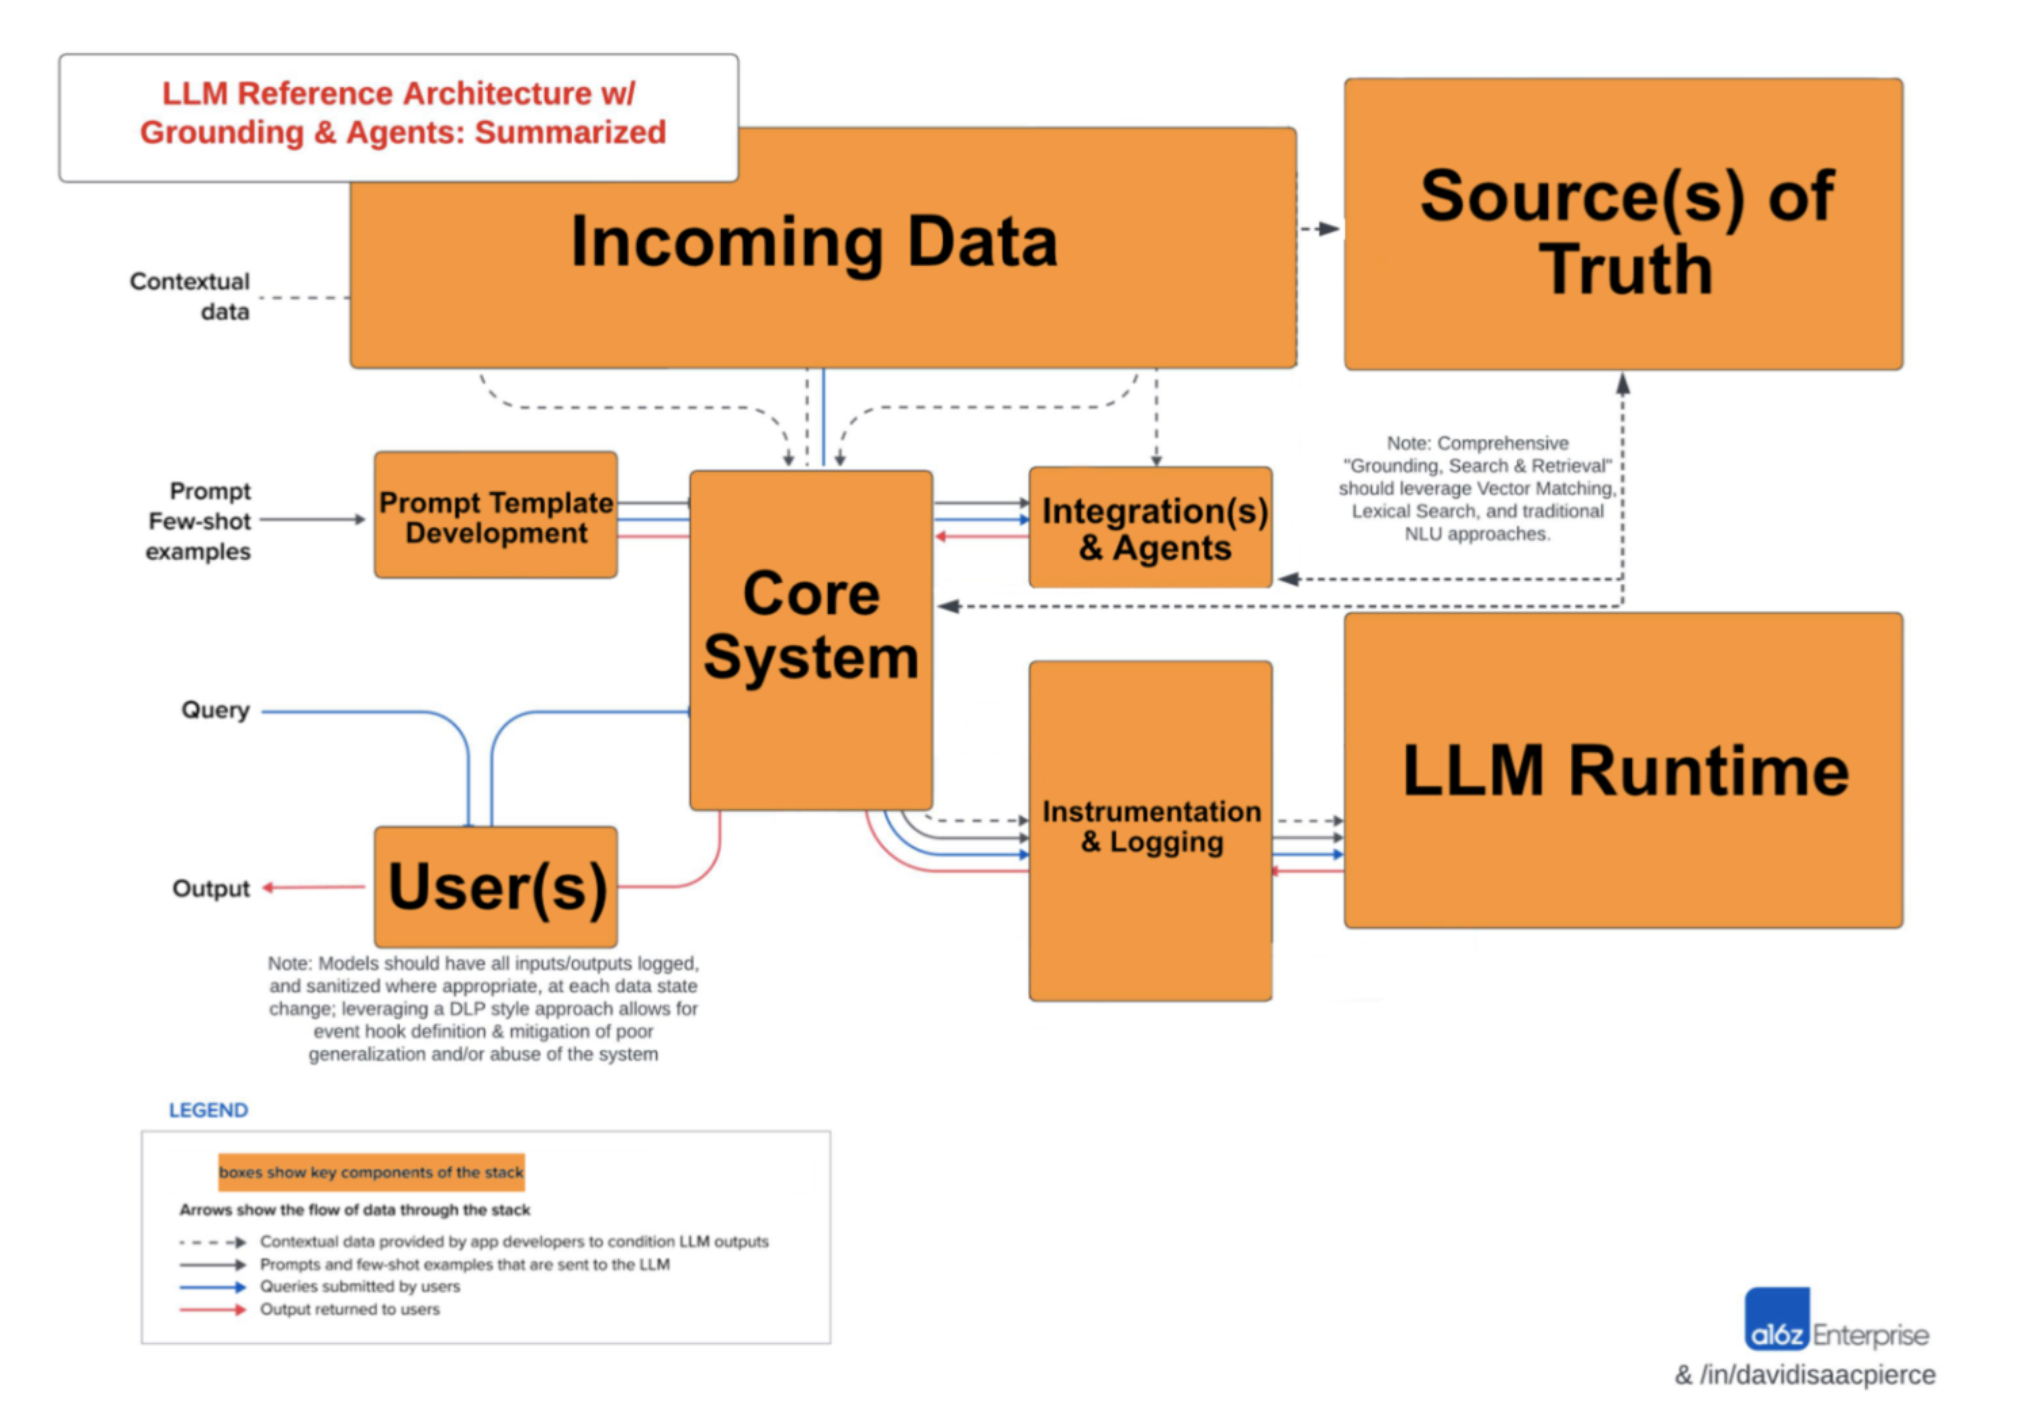 LLM Reference Architecture w/
Grounding & Agents: Summarized
Incoming Data
Source(s) of
Truth
Contextual
data
Prompt
Few-shot
examples
Prompt Template
Development
Core
System
Integration(s)
& Agents
Note: Comprehensive
"Grounding, Search & Retrieval"
should leverage Vector Matching,
Lexical Search, and traditional
NLU approaches.
Query
Output
User(s)
Instrumentation
& Logging
LLM Runtime
Note: Models should have all inputs/outputs logged,
and sanitized where appropriate, at each data state
change; leveraging a DLP style approach allows for
event hook definition & mitigation of poor
generalization and/or abuse of the system
LEGEND
boxes show key components of the stack
Arrows show the flow of data through the stack
Contextual data provided by app developers to condition LLM outputs
Prompts and few-shot examples that are sent to the LLM
Queries submitted by users
Output returned to users
a16z Enterprise
& /in/davidisaacpierce